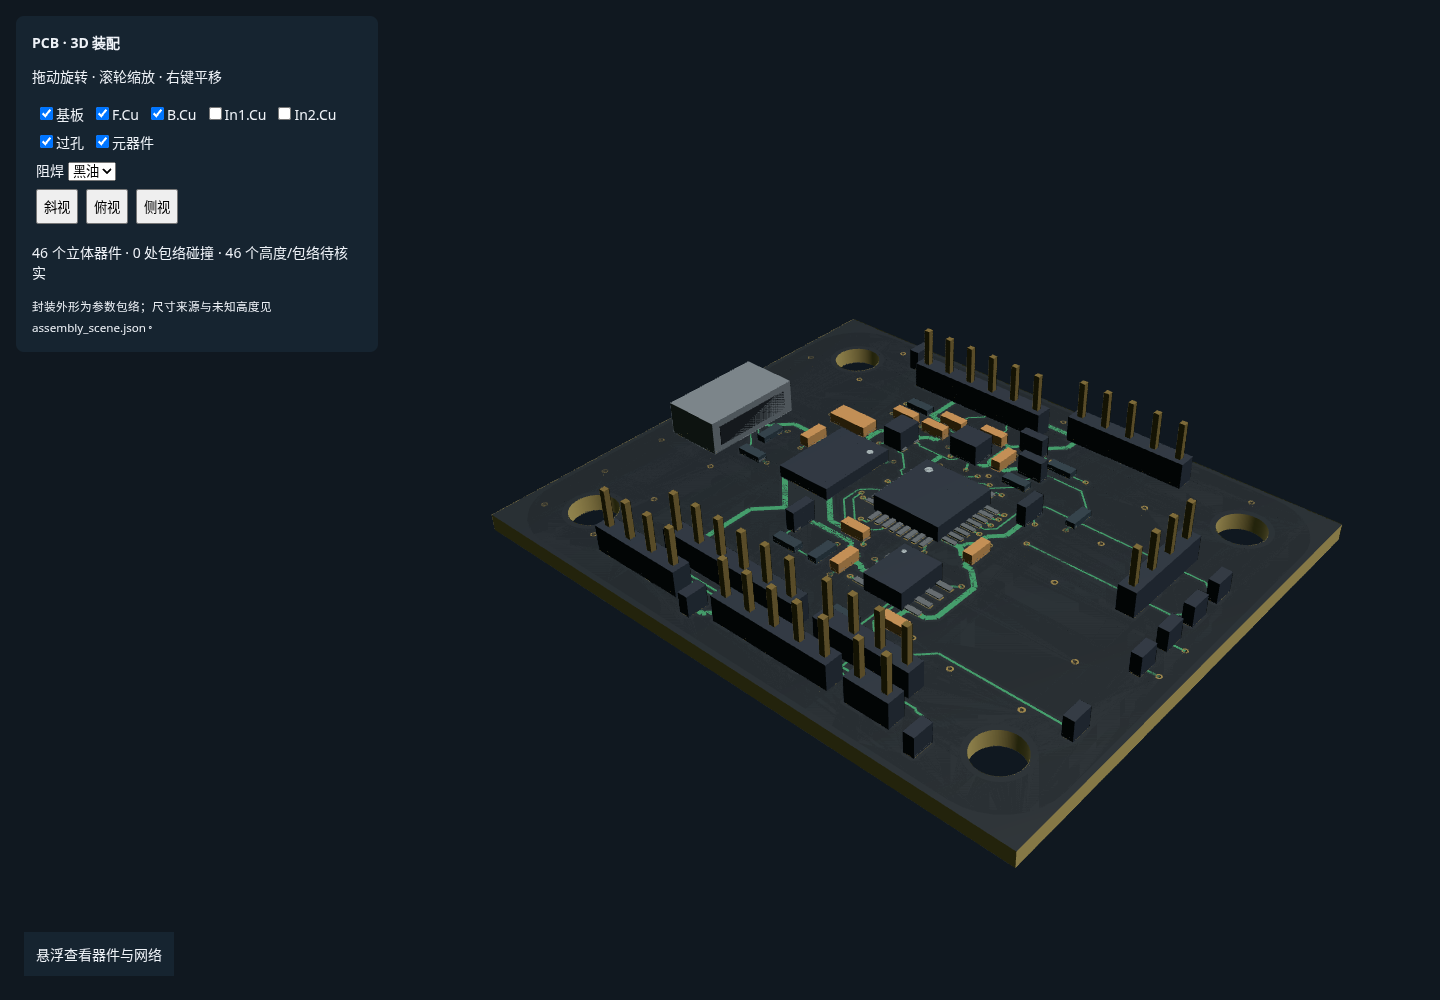 PCB · 3D 装配
拖动旋转 · 滚轮缩放 · 右键平移
基板 F.Cu B.Cu In1.Cu In2.Cu
过孔 元器件
阻焊 黑油
斜视 俯视 侧视
46 个立体器件 · 0 处包络碰撞 · 46 个高度/包络待核
实
封装外形为参数包络；尺寸来源与未知高度见
assembly_scene.json。
悬浮查看器件与网络